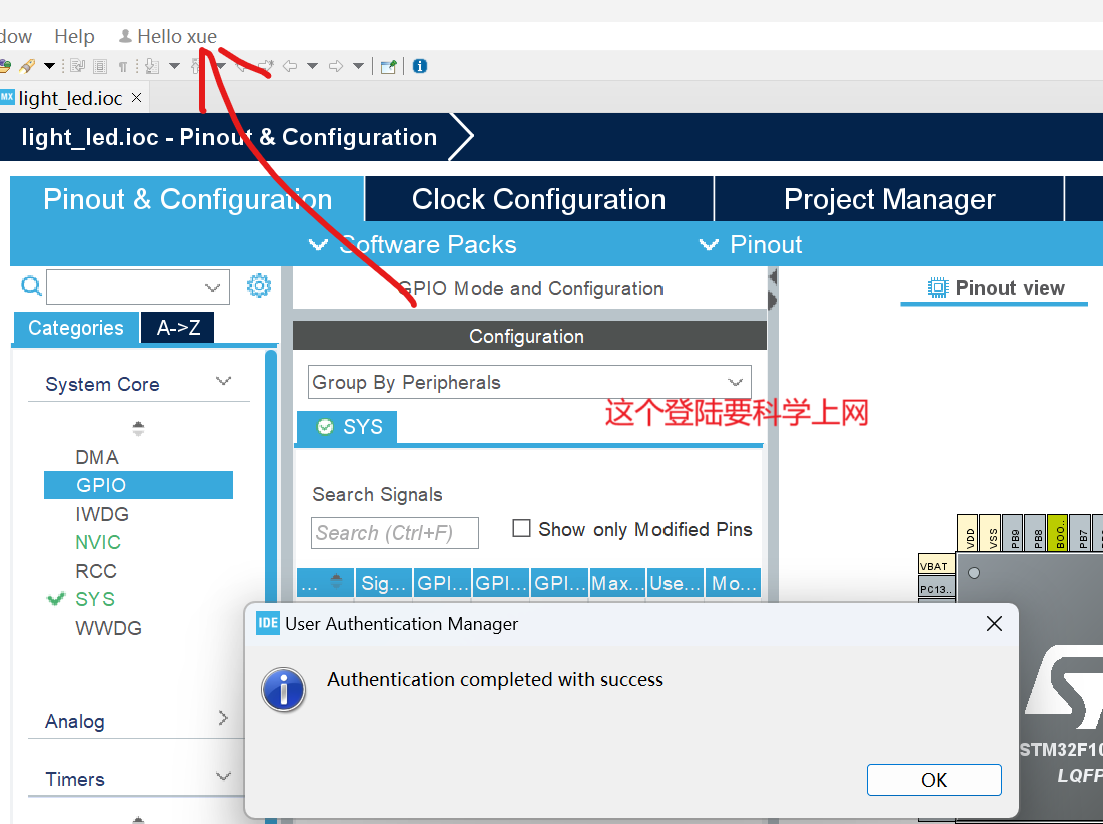 dow Help Hello xue
MX light_led.ioc ×
light_led.ioc - Pinout & Configuration
Pinout & Configuration Clock Configuration Project Manager
Software Packs Pinout
GPIO Mode and Configuration
Pinout view
Categories A->Z
Configuration
System Core
Group By Peripherals
这个登陆要科学上网
SYS
DMA
GPIO
IWDG
NVIC
RCC
SYS
WWDG
Search Signals
Search (Ctrl+F) Show only Modified Pins
... Sig... GPI... GPI... GPI... Max... Use... Mo...
VDD VSS PB9 PB8 BOO.. PB7
VBAT
PC13..
IDE User Authentication Manager
Authentication completed with success
OK
Analog
Timers
STM32F10
LQFP